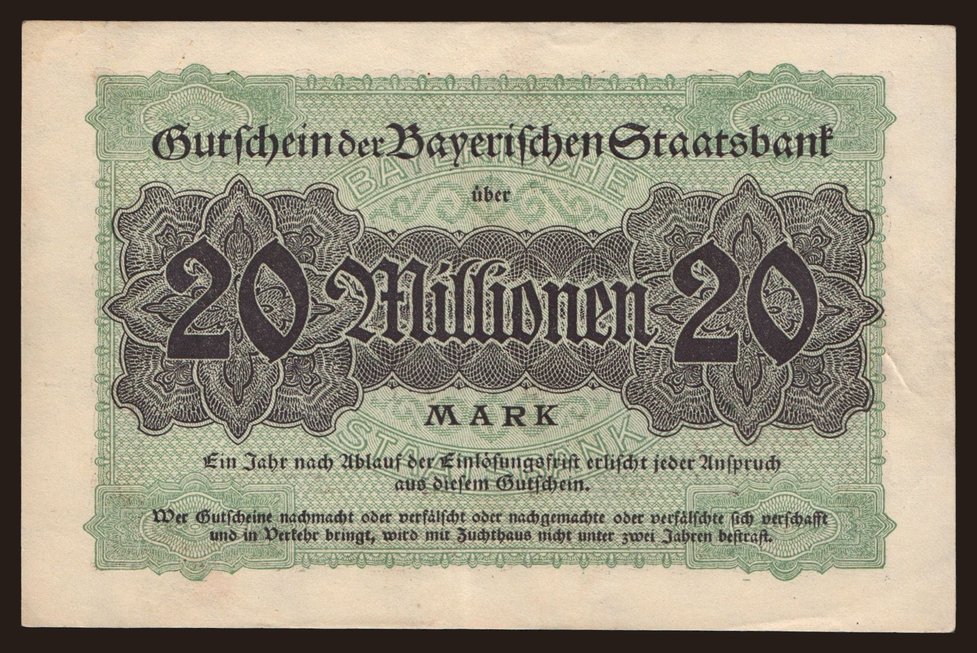 Gutschein der Bayerischen Staatsbank
BAYERISCHE
über
20 Millionen 20
MARK
STAATSBANK
Ein Jahr nach Ablauf der Einlösungsfrist erlischt jeder Anspruch
aus diesem Gutschein.
Wer Gutscheine nachmacht oder verfälscht oder nachgemachte oder verfälschte sich verschafft
und in Verkehr bringt, wird mit Zuchthaus nicht unter zwei Jahren bestraft.